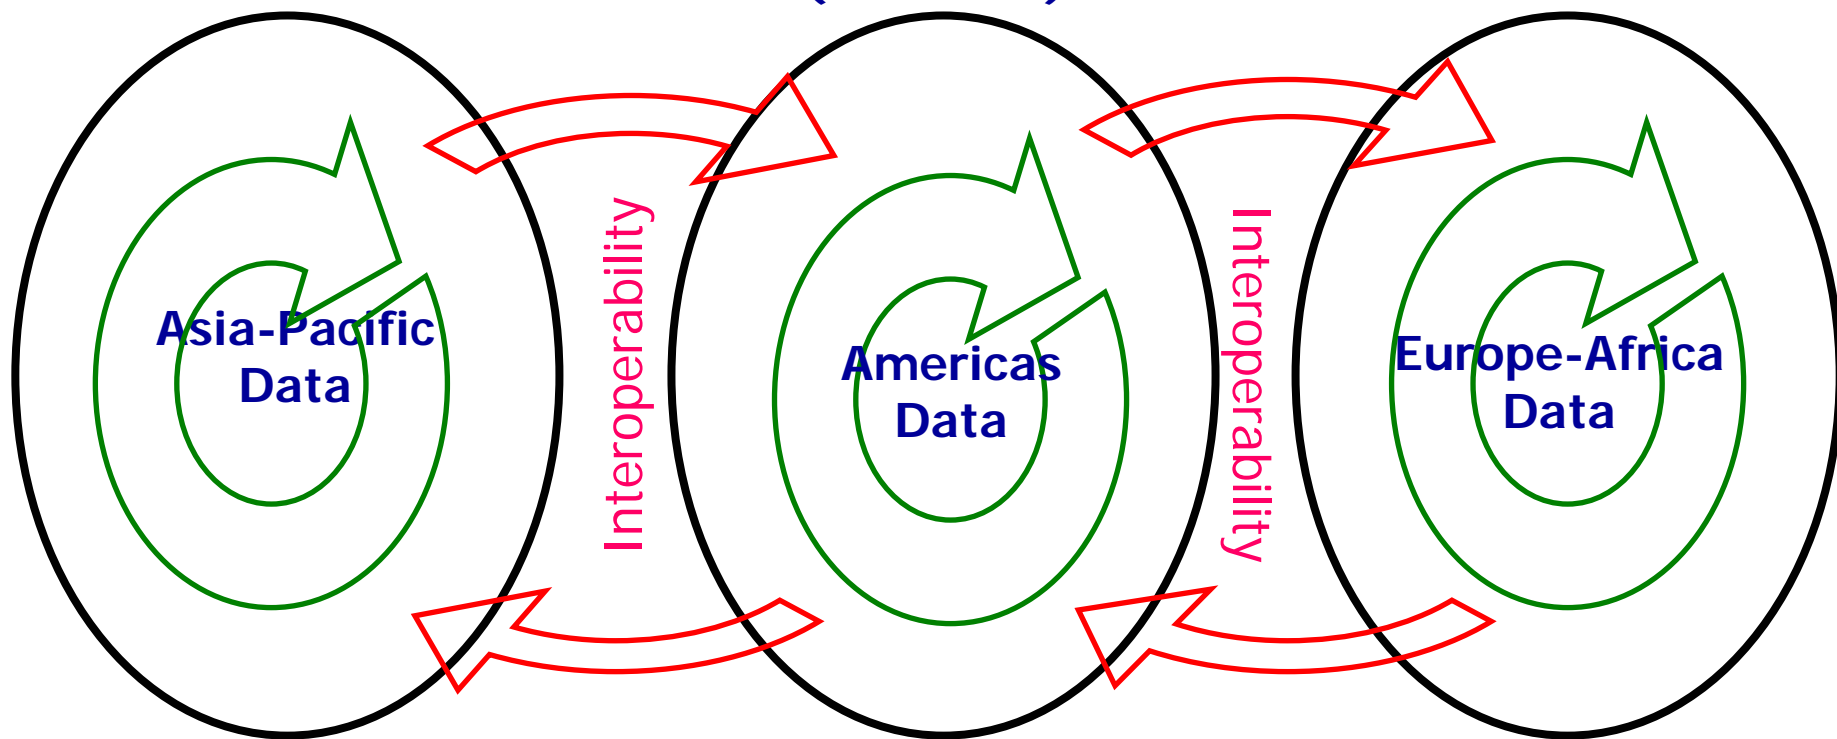 Asia-Pacific
Data
Interoperability
Americas
Data
Interoperability
Europe-Africa
Data